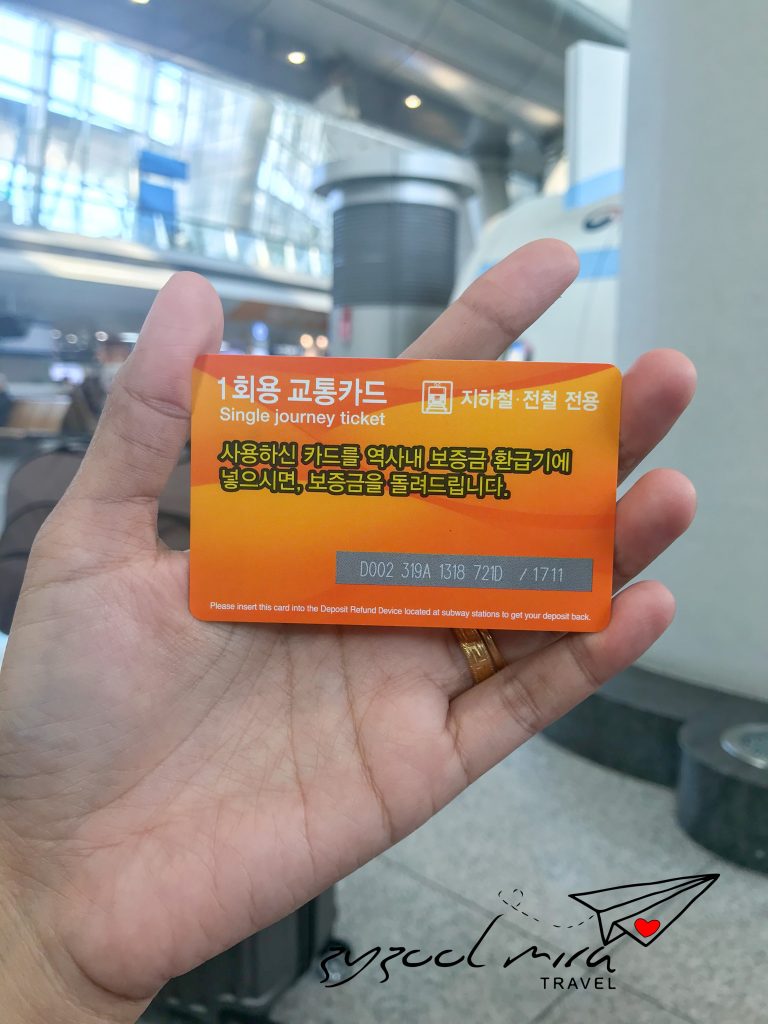 1회용 교통카드
Single journey ticket
지하철·전철 전용
사용하신 카드를 역사내 보증금 환급기에
넣으시면, 보증금을 돌려드립니다.
D002 319A 1318 721D / 1711
Please insert this card into the Deposit Refund Device located at subway stations to get your deposit back.
TRAVEL